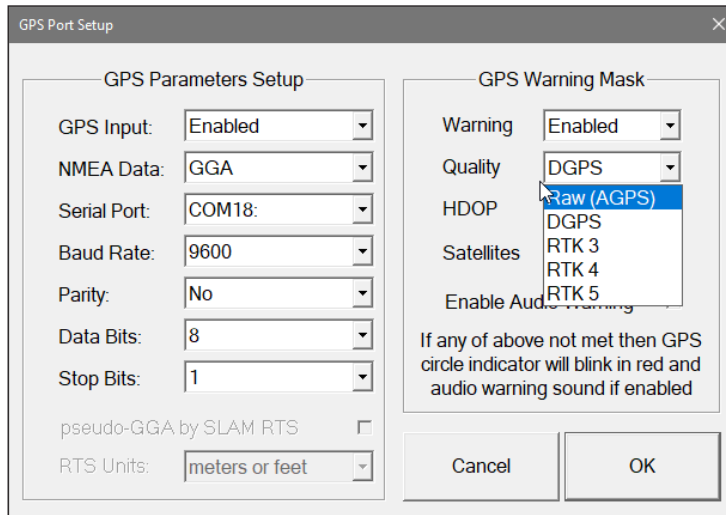 GPS Port Setup
GPS Parameters Setup
GPS Input: Enabled
NMEA Data: GGA
Serial Port: COM18:
Baud Rate: 9600
Parity: No
Data Bits: 8
Stop Bits: 1
pseudo-GGA by SLAM RTS
RTS Units: meters or feet
GPS Warning Mask
Warning Enabled
Quality DGPS
Raw (AGPS)
HDOP
DGPS
RTK 3
Satellites
RTK 4
RTK 5
Enable Audio Warning
If any of above not met then GPS
circle indicator will blink in red and
audio warning sound if enabled
Cancel
OK